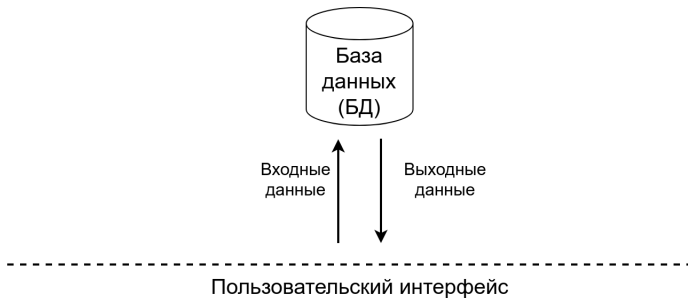 База
данных
(БД)
Входные
данные
Выходные
данные
Пользовательский интерфейс